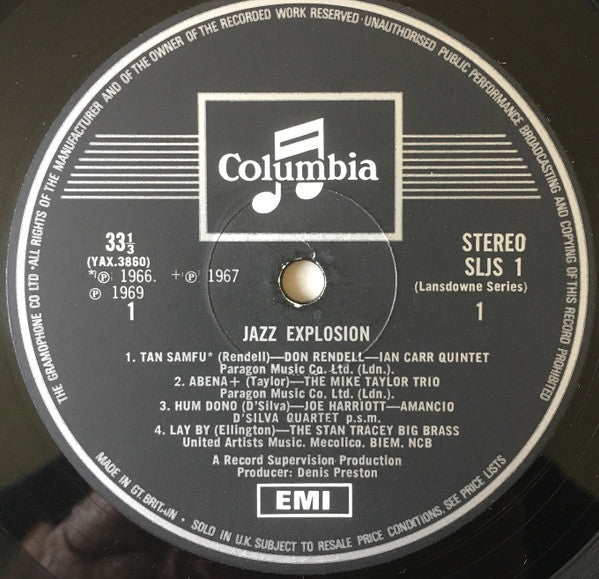 THE GRAMOPHONE CO LTD · ALL RIGHTS OF THE MANUFACTURER AND OF THE OWNER OF THE RECORDED WORK RESERVED · UNAUTHORISED PUBLIC PERFORMANCE BROADCASTING AND COPYING OF THIS RECORD PROHIBITED
Columbia
33⅓
(YAX.3860)
*℗ 1966. +℗ 1967
℗ 1969
1
STEREO
SLJS 1
(Lansdowne Series)
1
JAZZ EXPLOSION
1. TAN SAMFU* (Rendell)—DON RENDELL—IAN CARR QUINTET
Paragon Music Co. Ltd. (Ldn.).
2. ABENA+ (Taylor)—THE MIKE TAYLOR TRIO
Paragon Music Co. Ltd. (Ldn.).
3. HUM DONO (D'Silva)—JOE HARRIOTT—AMANCIO
D'SILVA QUARTET p.s.m.
4. LAY BY (Ellington)—THE STAN TRACEY BIG BRASS
United Artists Music. Mecolico. BIEM. NCB
A Record Supervision Production
Producer: Denis Preston
EMI
MADE IN GT. BRITAIN · SOLD IN U.K. SUBJECT TO RESALE PRICE CONDITIONS, SEE PRICE LISTS